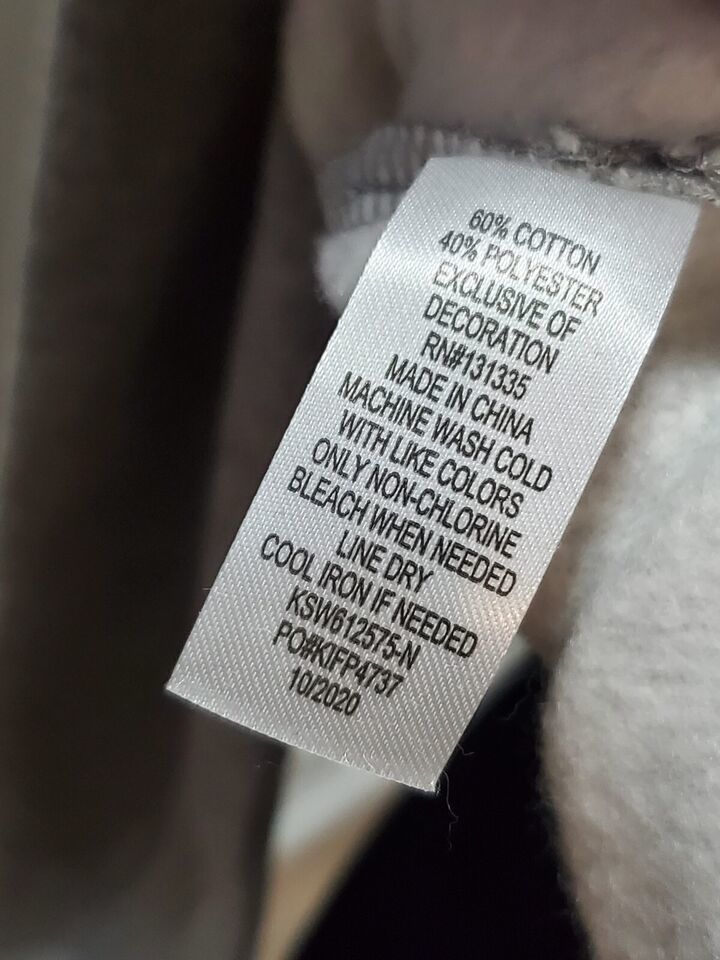 60% COTTON
40% POLYESTER
EXCLUSIVE OF
DECORATION
RN#131335
MADE IN CHINA
MACHINE WASH COLD
WITH LIKE COLORS
ONLY NON-CHLORINE
BLEACH WHEN NEEDED
LINE DRY
COOL IRON IF NEEDED
KSW612575-N
PO#KIFP4737
10/2020